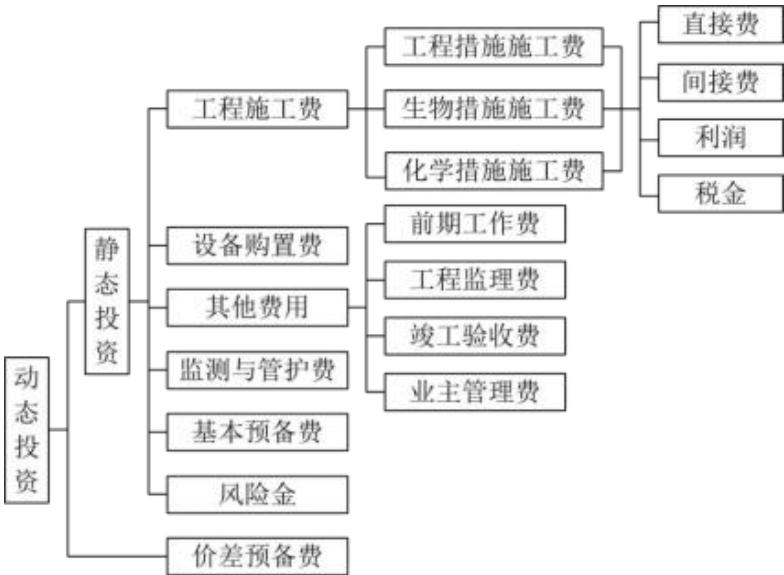 动态投资
静态投资
工程施工费
工程措施施工费
生物措施施工费
化学措施施工费
直接费
间接费
利润
税金
设备购置费
其他费用
前期工作费
工程监理费
竣工验收费
业主管理费
监测与管护费
基本预备费
风险金
价差预备费